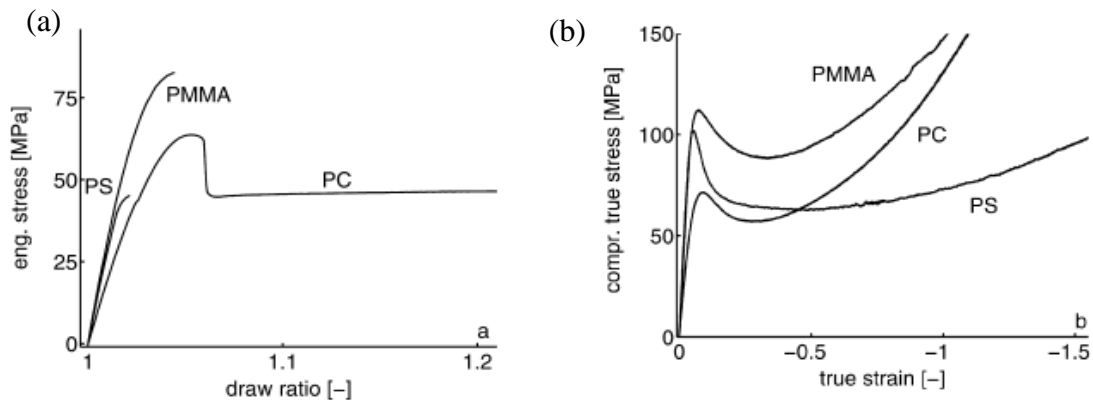 (a)
eng. stress [MPa]
75
50
25
0
PMMA
PS
PC
a
1
1.1
1.2
draw ratio [–]
(b)
compr. true stress [MPa]
150
100
50
0
PMMA
PC
PS
b
0
−0.5
−1
−1.5
true strain [–]